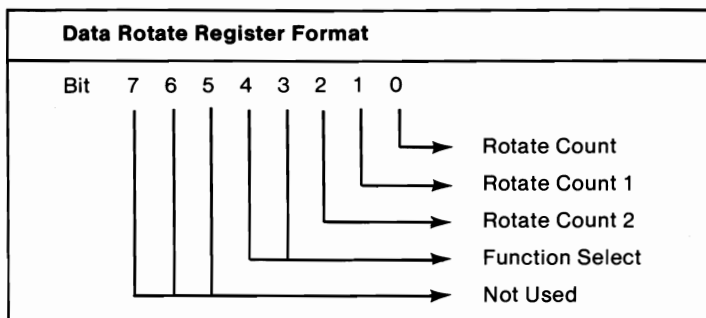 Data Rotate Register Format
Bit 7 6 5 4 3 2 1 0
Rotate Count
Rotate Count 1
Rotate Count 2
Function Select
Not Used